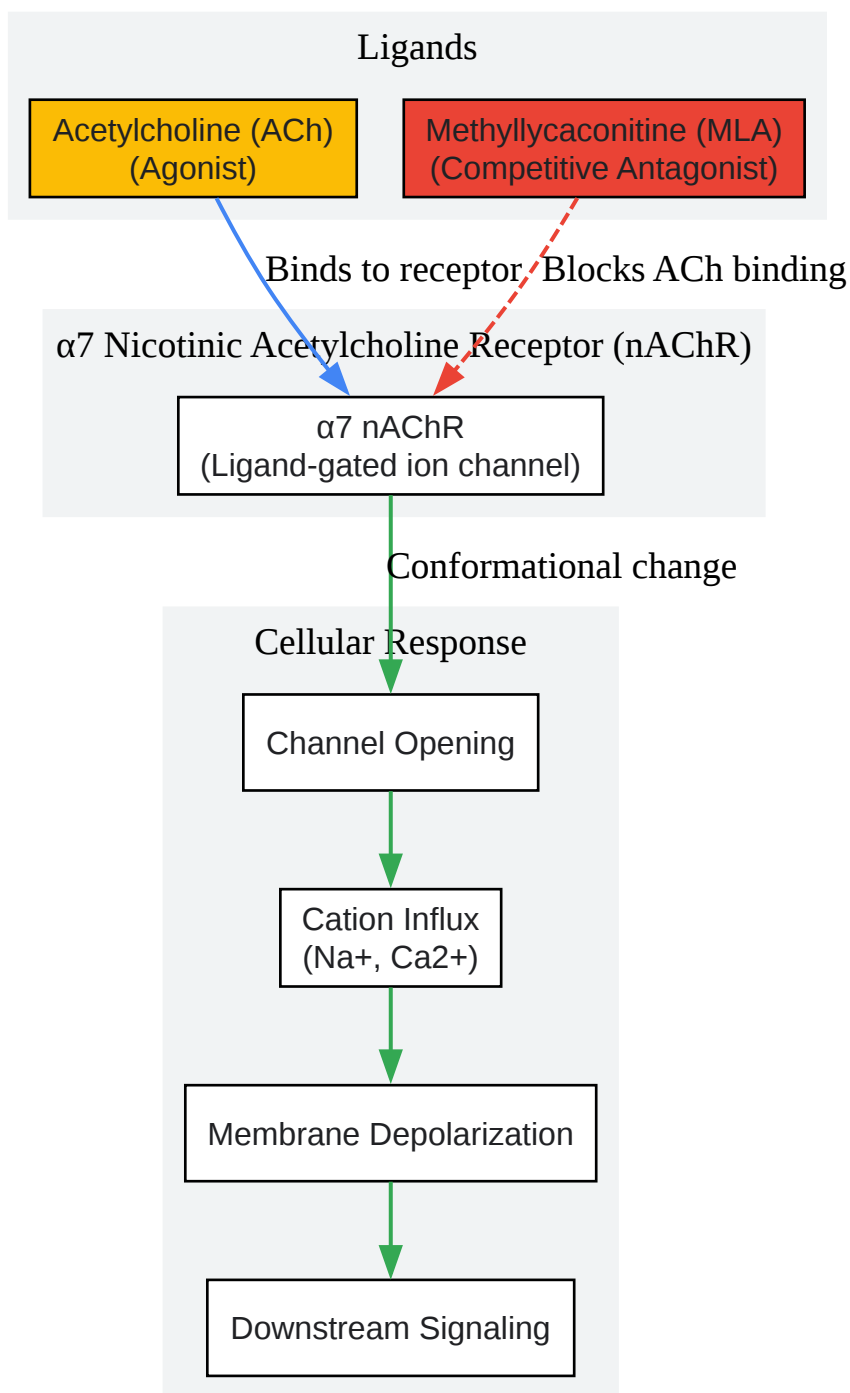 Ligands
Acetylcholine (ACh)
(Agonist)
Methyllycaconitine (MLA)
(Competitive Antagonist)
Binds to receptor
Blocks ACh binding
α7 Nicotinic Acetylcholine Receptor (nAChR)
α7 nAChR
(Ligand-gated ion channel)
Conformational change
Cellular Response
Channel Opening
Cation Influx
(Na+, Ca2+)
Membrane Depolarization
Downstream Signaling